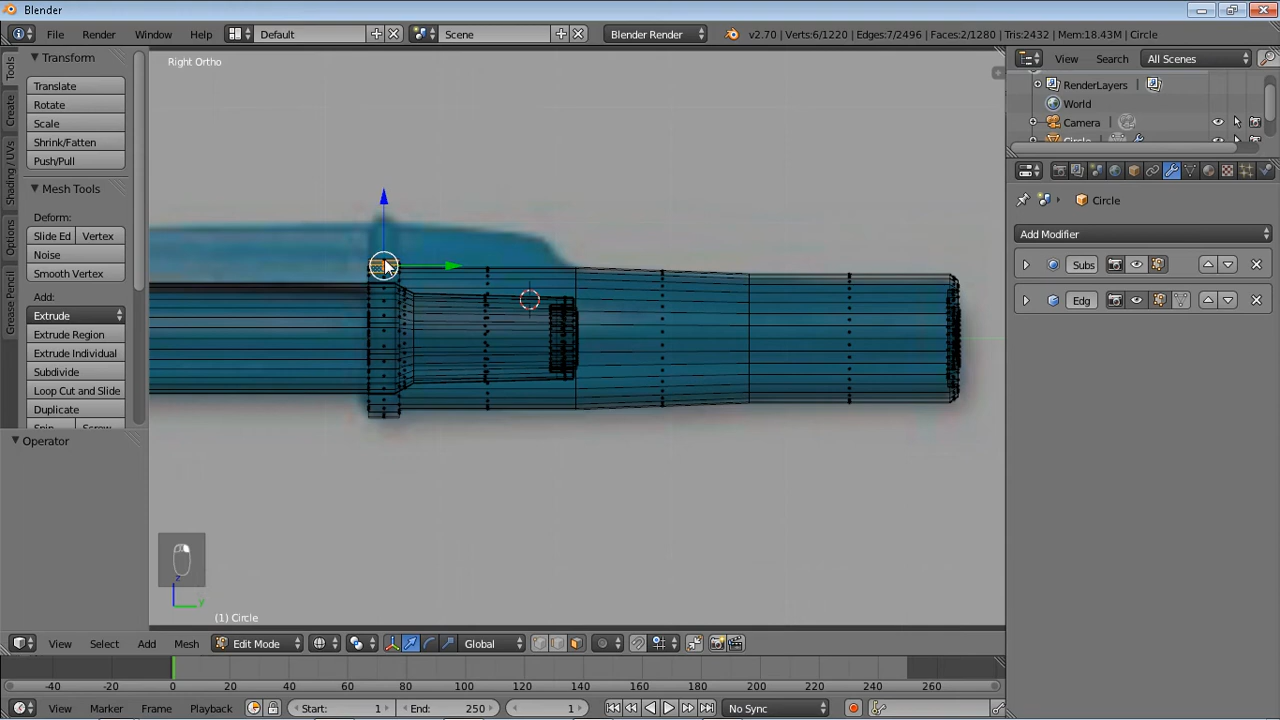 Blender
File Render Window Help Default Scene Blender Render v2.70 | Verts:6/1220 | Edges:7/2496 | Faces:2/1280 | Tris:2432 | Mem:18.43M | Circle
Tools
Create
Shading / UVs
Options
Grease Pencil
Transform
Translate
Rotate
Scale
Shrink/Fatten
Push/Pull
Mesh Tools
Deform:
Slide Ed Vertex
Noise
Smooth Vertex
Add:
Extrude
Extrude Region
Extrude Individual
Subdivide
Loop Cut and Slide
Duplicate
Spin Screw
Operator
Right Ortho
z
y
(1) Circle
View Search All Scenes
RenderLayers
World
Camera
Circle
Circle
Add Modifier
Subs
Edg
View Select Add Mesh Edit Mode Global
-40 -20 0 20 40 60 80 100 120 140 160 180 200 220 240 260
View Marker Frame Playback Start: 1 End: 250 1 No Sync